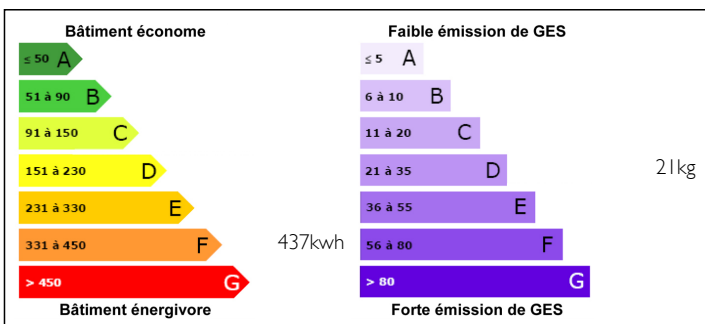 Bâtiment économe
≤ 50 A
51 à 90 B
91 à 150 C
151 à 230 D
231 à 330 E
331 à 450 F
437kwh
> 450 G
Bâtiment énergivore
Faible émission de GES
≤ 5 A
6 à 10 B
11 à 20 C
21 à 35 D
21kg
36 à 55 E
56 à 80 F
> 80 G
Forte émission de GES